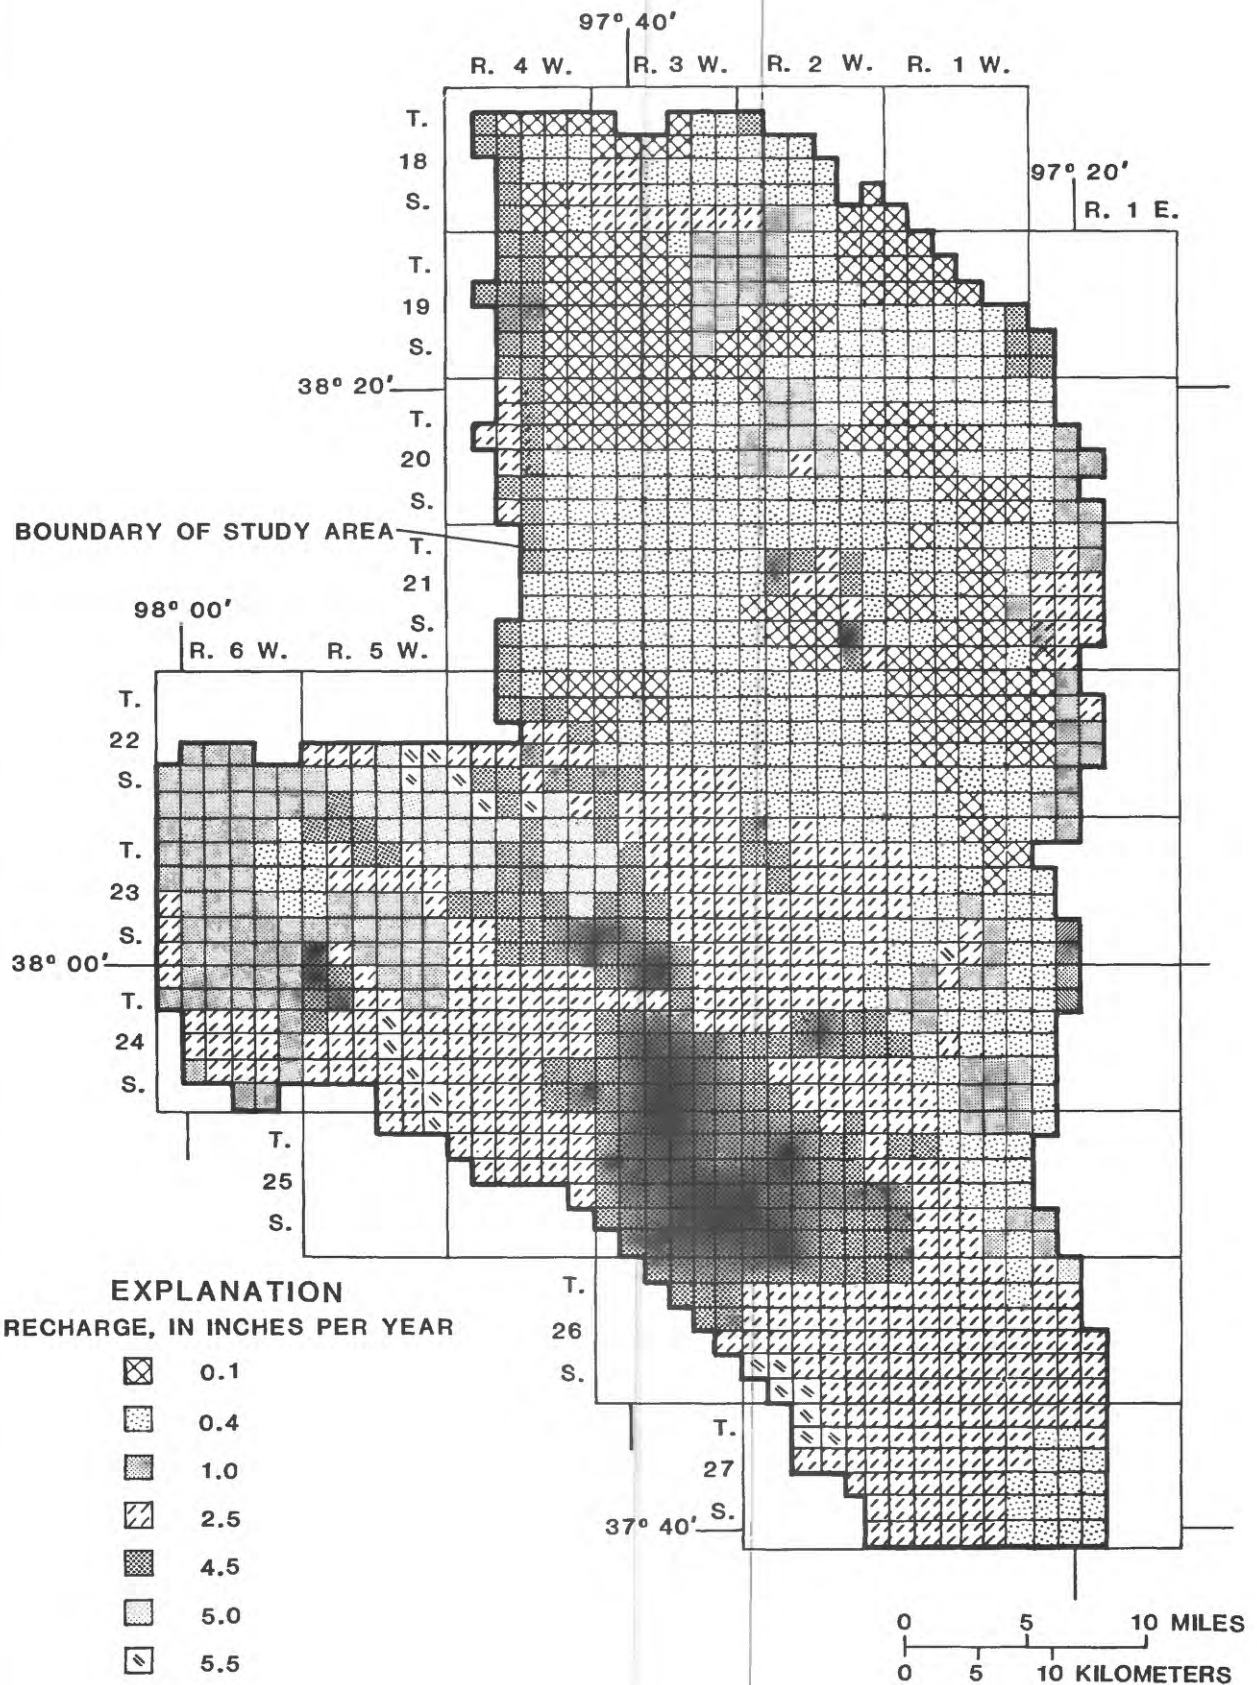 97° 40'
R. 4 W. R. 3 W. R. 2 W. R. 1 W.
T.
18
S.
97° 20'
R. 1 E.
T.
19
S.
38° 20'
T.
20
S.
BOUNDARY OF STUDY AREA
T.
21
S.
98° 00'
R. 6 W. R. 5 W.
T.
22
S.
T.
23
S.
38° 00'
T.
24
S.
T.
25
S.
T.
26
S.
T.
27
S.
37° 40'
EXPLANATION
RECHARGE, IN INCHES PER YEAR
0.1
0.4
1.0
2.5
4.5
5.0
5.5
0 5 10 MILES
0 5 10 KILOMETERS